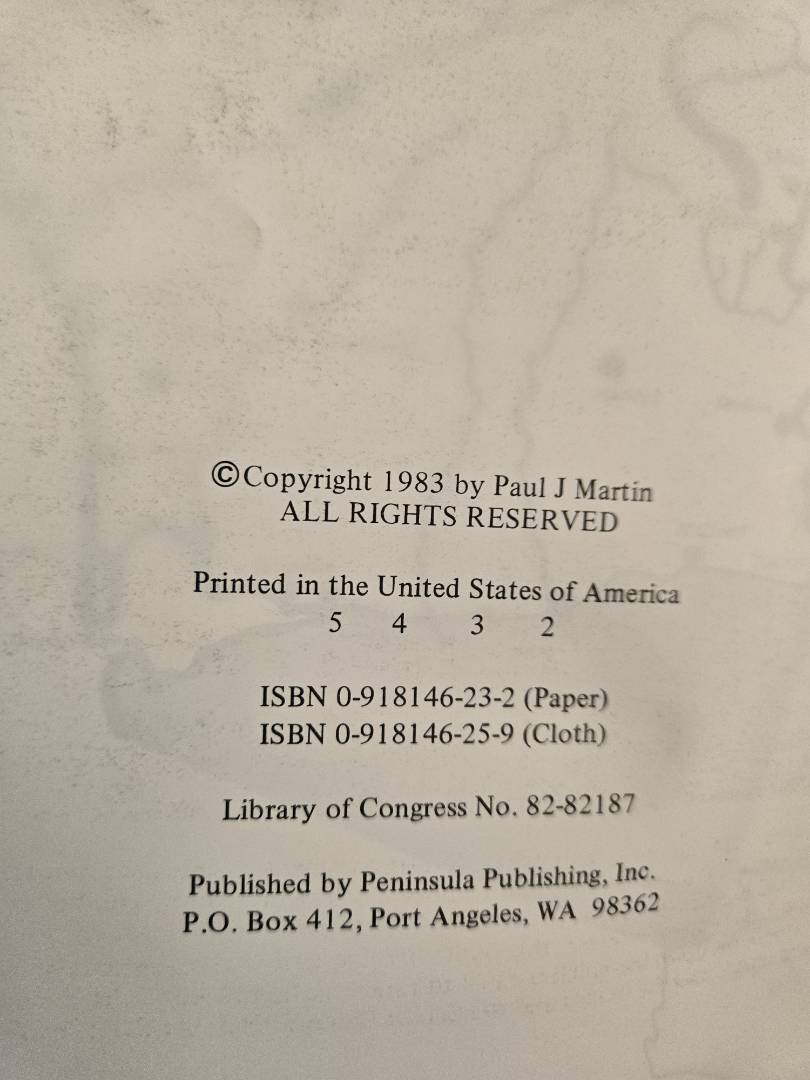 ©Copyright 1983 by Paul J Martin
ALL RIGHTS RESERVED
Printed in the United States of America
5 4 3 2
ISBN 0-918146-23-2 (Paper)
ISBN 0-918146-25-9 (Cloth)
Library of Congress No. 82-82187
Published by Peninsula Publishing, Inc.
P.O. Box 412, Port Angeles, WA 98362